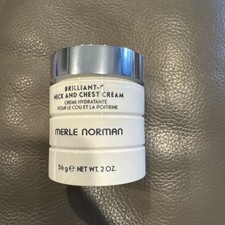 BRILLIANT-C
NECK AND CHEST CREAM
CRÈME HYDRATANTE
POUR LE COU ET LA POITRINE
MERLE NORMAN
56 g e NET WT. 2 OZ.